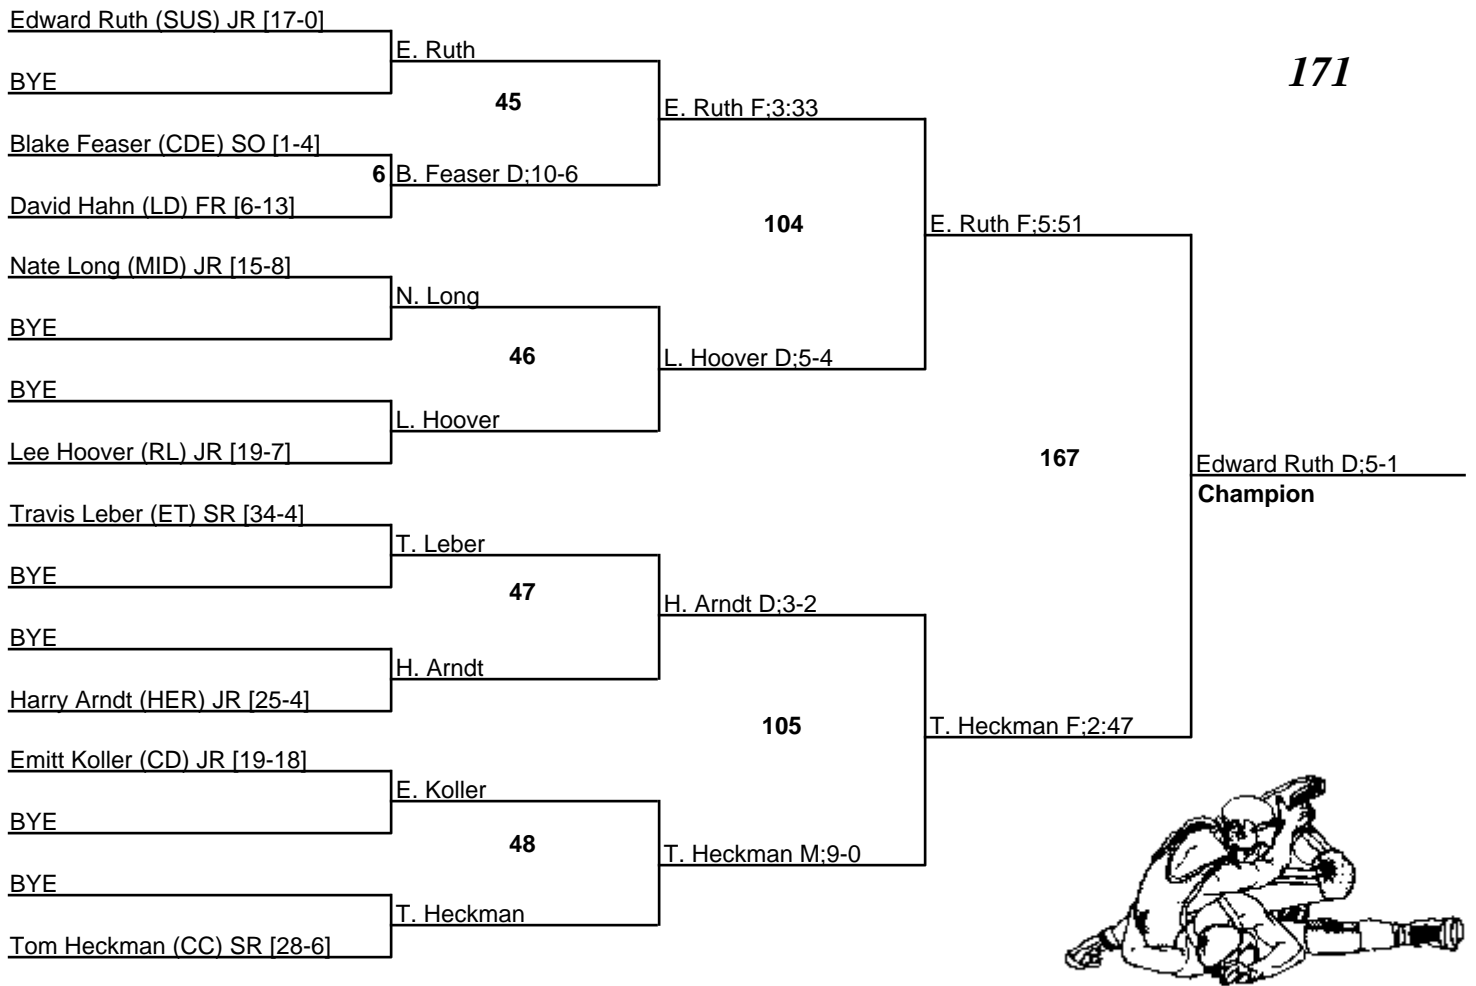 Edward Ruth (SUS) JR [17-0]
BYE
Blake Feaser (CDE) SO [1-4]
David Hahn (LD) FR [6-13]
Nate Long (MID) JR [15-8]
BYE
BYE
Lee Hoover (RL) JR [19-7]
Travis Leber (ET) SR [34-4]
BYE
BYE
Harry Arndt (HER) JR [25-4]
Emitt Koller (CD) JR [19-18]
BYE
BYE
Tom Heckman (CC) SR [28-6]
E. Ruth
45
6 B. Feaser D;10-6
N. Long
46
L. Hoover
T. Leber
47
H. Arndt
E. Koller
48
T. Heckman
E. Ruth F;3:33
104
L. Hoover D;5-4
H. Arndt D;3-2
105
T. Heckman M;9-0
E. Ruth F;5:51
167
T. Heckman F;2:47
Edward Ruth D;5-1
Champion
171